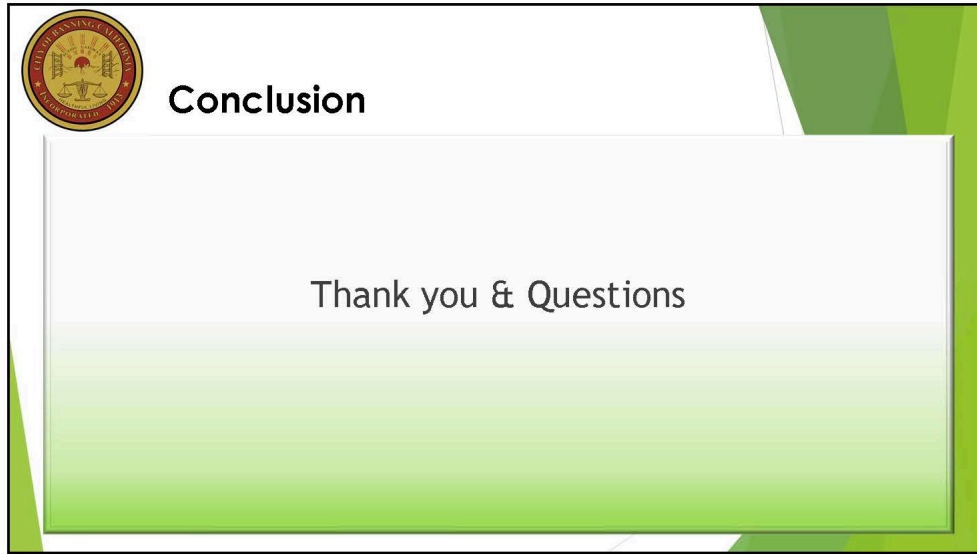 CITY OF BANNING CALIFORNIA
INCORPORATED 1913
Conclusion
Thank you & Questions